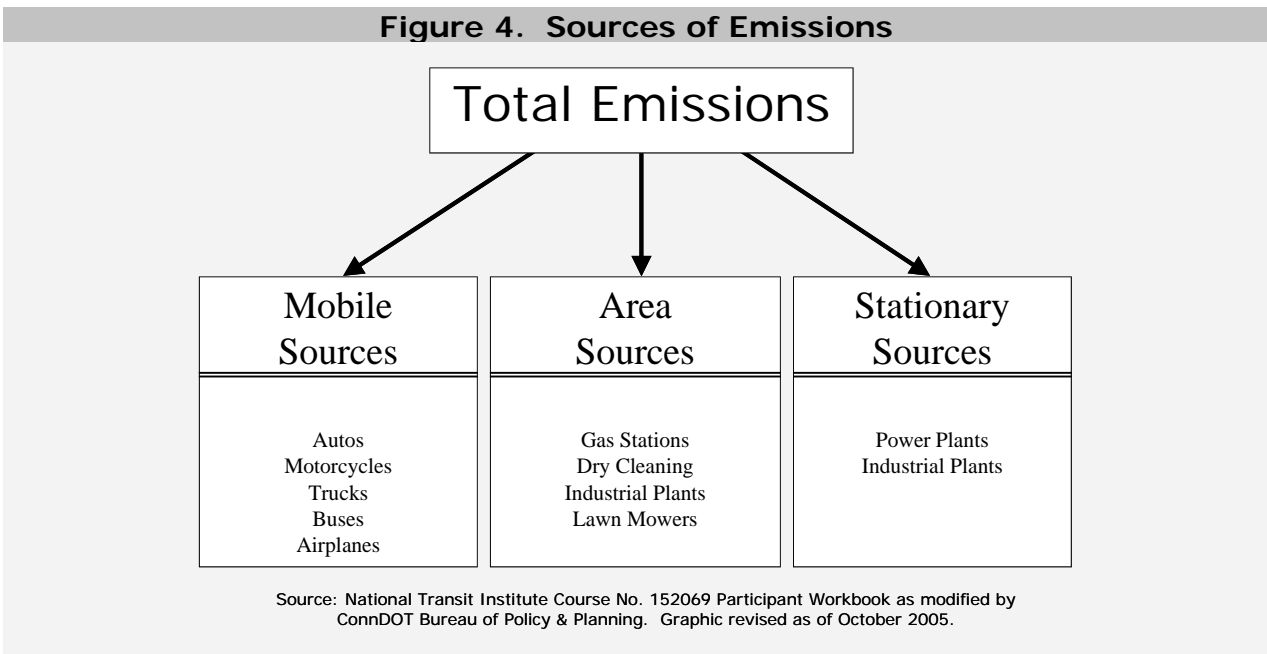 Figure 4. Sources of Emissions
Total Emissions
Mobile
Sources
Autos
Motorcycles
Trucks
Buses
Airplanes
Area
Sources
Gas Stations
Dry Cleaning
Industrial Plants
Lawn Mowers
Stationary
Sources
Power Plants
Industrial Plants
Source: National Transit Institute Course No. 152069 Participant Workbook as modified by
ConnDOT Bureau of Policy & Planning. Graphic revised as of October 2005.